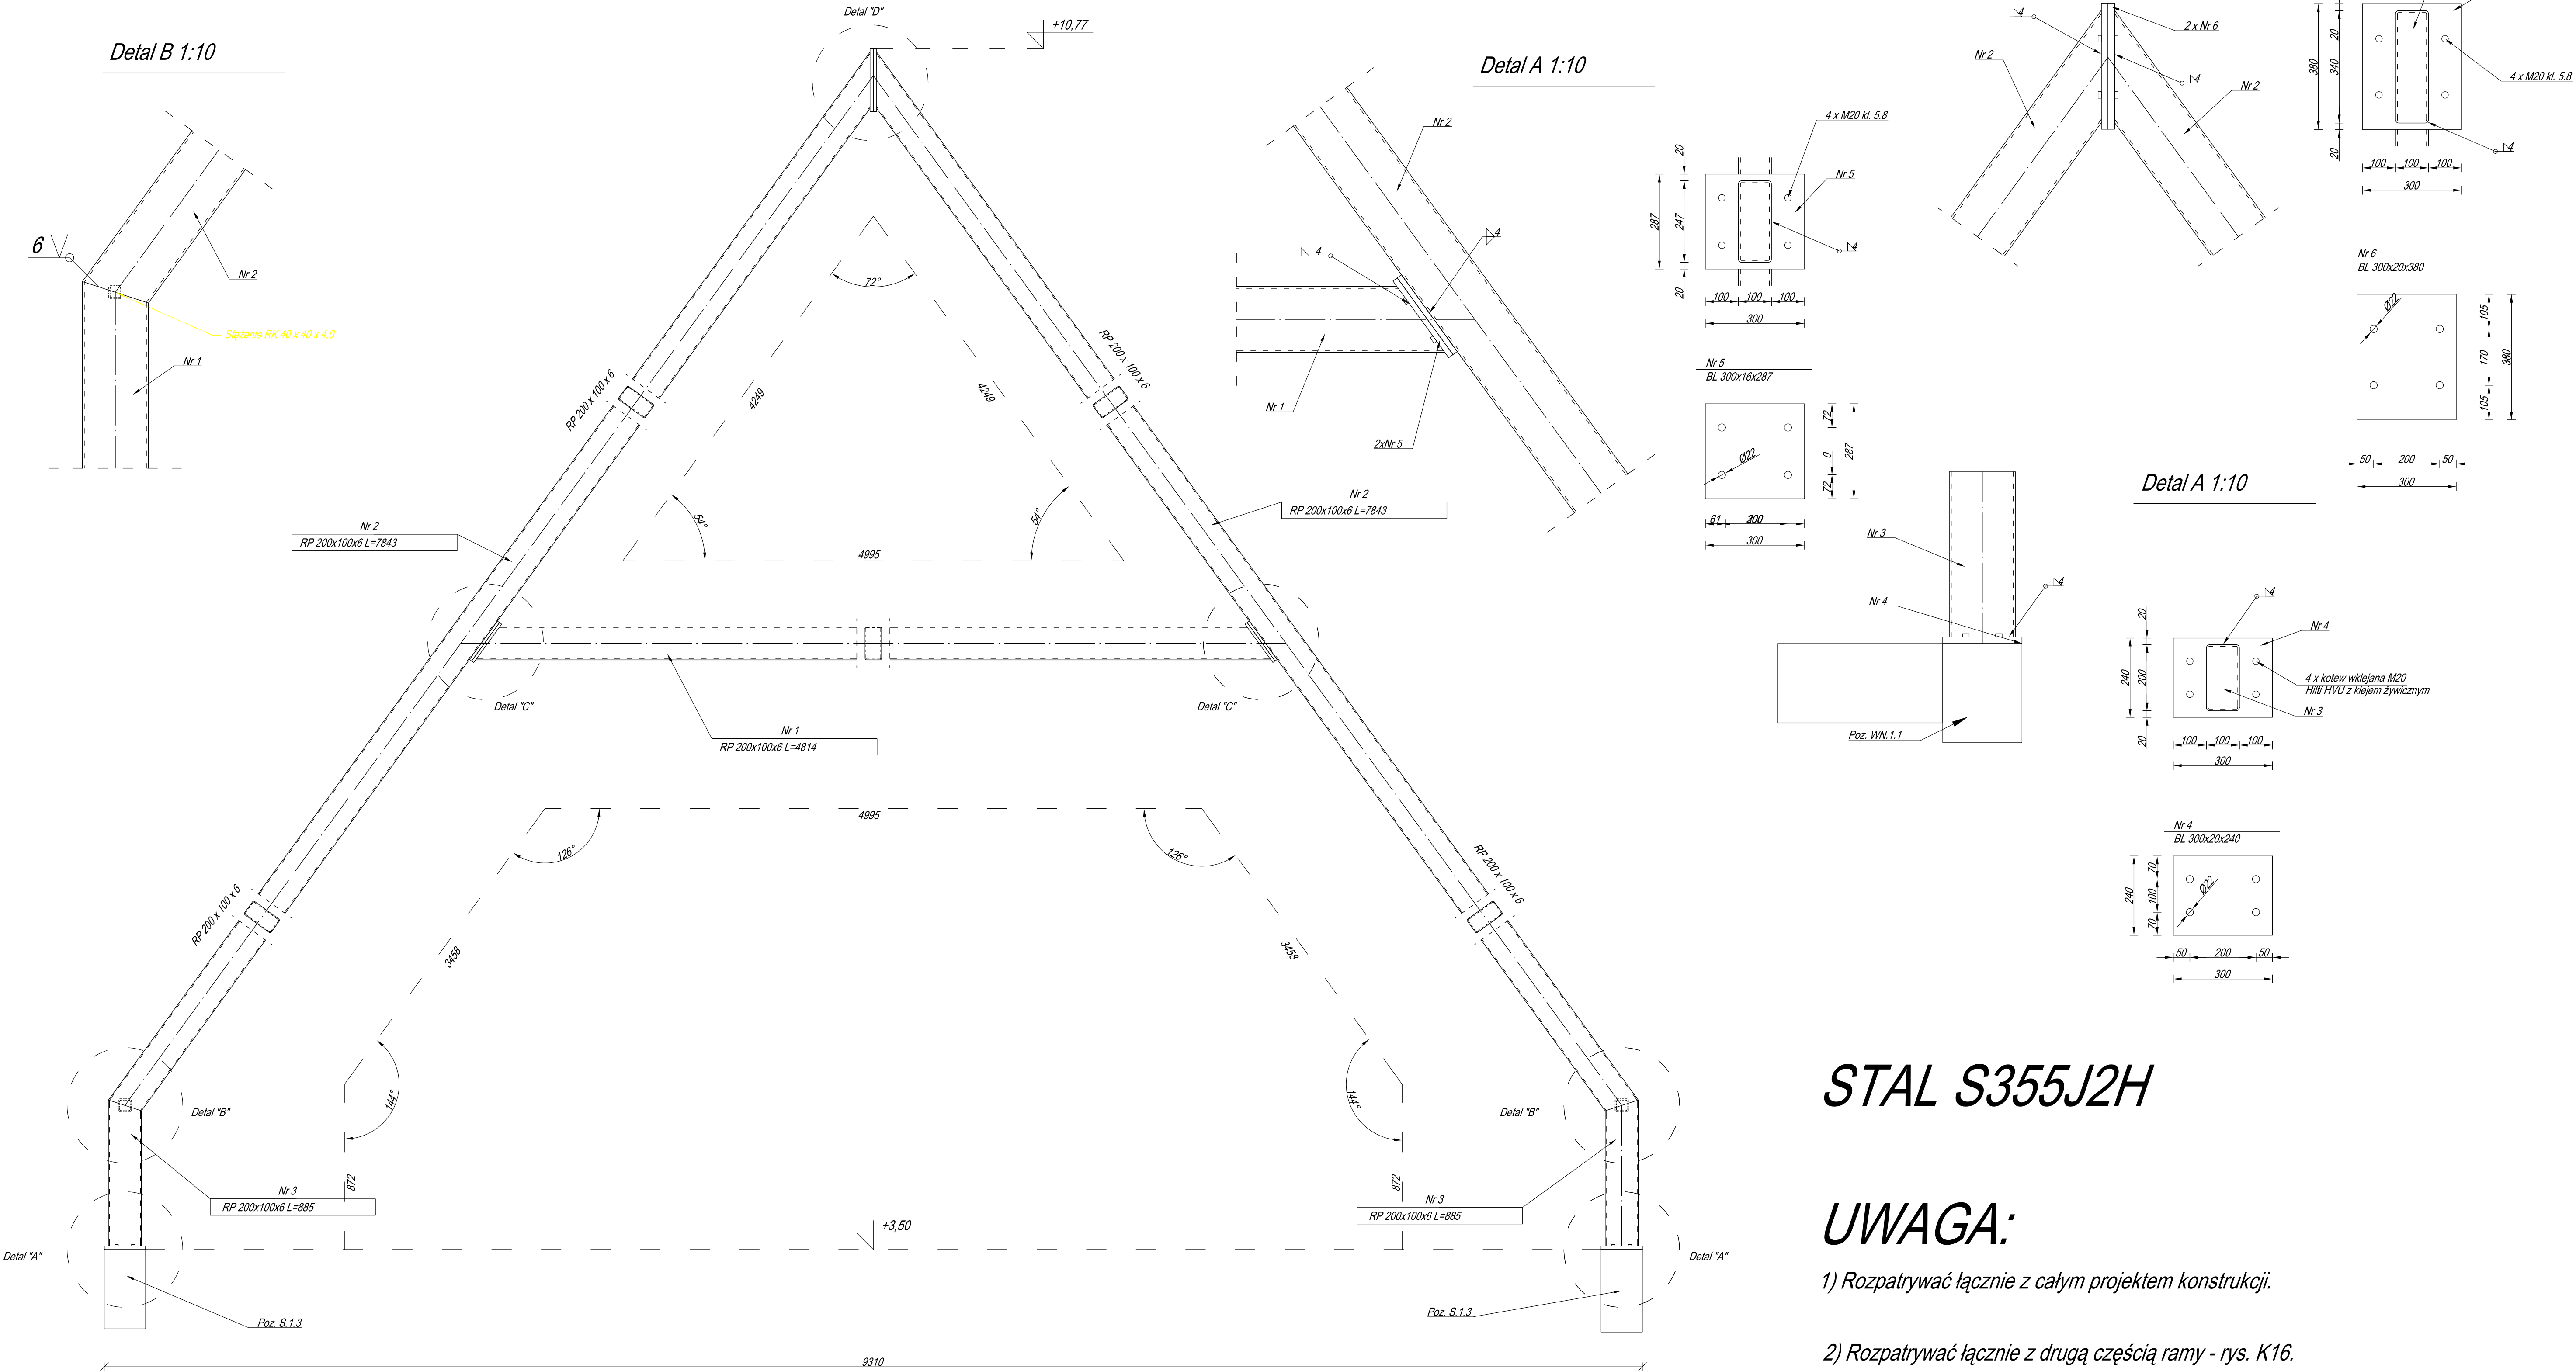 Detal B 1:10
6
Nr 2
Stężenie RK 40 x 40 x 4,0
Nr 1
Detal "D"
+10,77
72°
4249
4249
RP 200 x 100 x 6
RP 200 x 100 x 6
54°
54°
4995
Nr 2
RP 200x100x6 L=7843
Nr 2
RP 200x100x6 L=7843
Detal "C"
Detal "C"
Nr 1
RP 200x100x6 L=4814
4995
126°
126°
RP 200 x 100 x 6
RP 200 x 100 x 6
3458
3458
144°
144°
Detal "B"
Detal "B"
872
872
Nr 3
RP 200x100x6 L=885
Nr 3
RP 200x100x6 L=885
+3,50
Detal "A"
Detal "A"
Poz. S.1.3
Poz. S.1.3
9310
Detal A 1:10
Nr 2
4
4
Nr 1
2xNr 5
4 x M20 kl. 5.8
Nr 5
4
20
247
20
287
100
100
100
300
Nr 5
BL 300x16x287
Ø22
72
0
72
287
61
200
300
4
2 x Nr 6
Nr 2
4
Nr 2
380
20
340
20
4 x M20 kl. 5.8
4
100
100
100
300
Nr 6
BL 300x20x380
Ø22
105
170
105
380
50
200
50
300
Detal A 1:10
Nr 3
4
Nr 4
Poz. WN.1.1
4
Nr 4
20
200
20
240
4 x kotew wklejana M20
Hilti HVU z klejem żywicznym
Nr 3
100
100
100
300
Nr 4
BL 300x20x240
Ø22
70
100
70
240
50
200
50
300
STAL S355J2H
UWAGA:
1) Rozpatrywać łącznie z całym projektem konstrukcji.
2) Rozpatrywać łącznie z drugą częścią ramy - rys. K16.